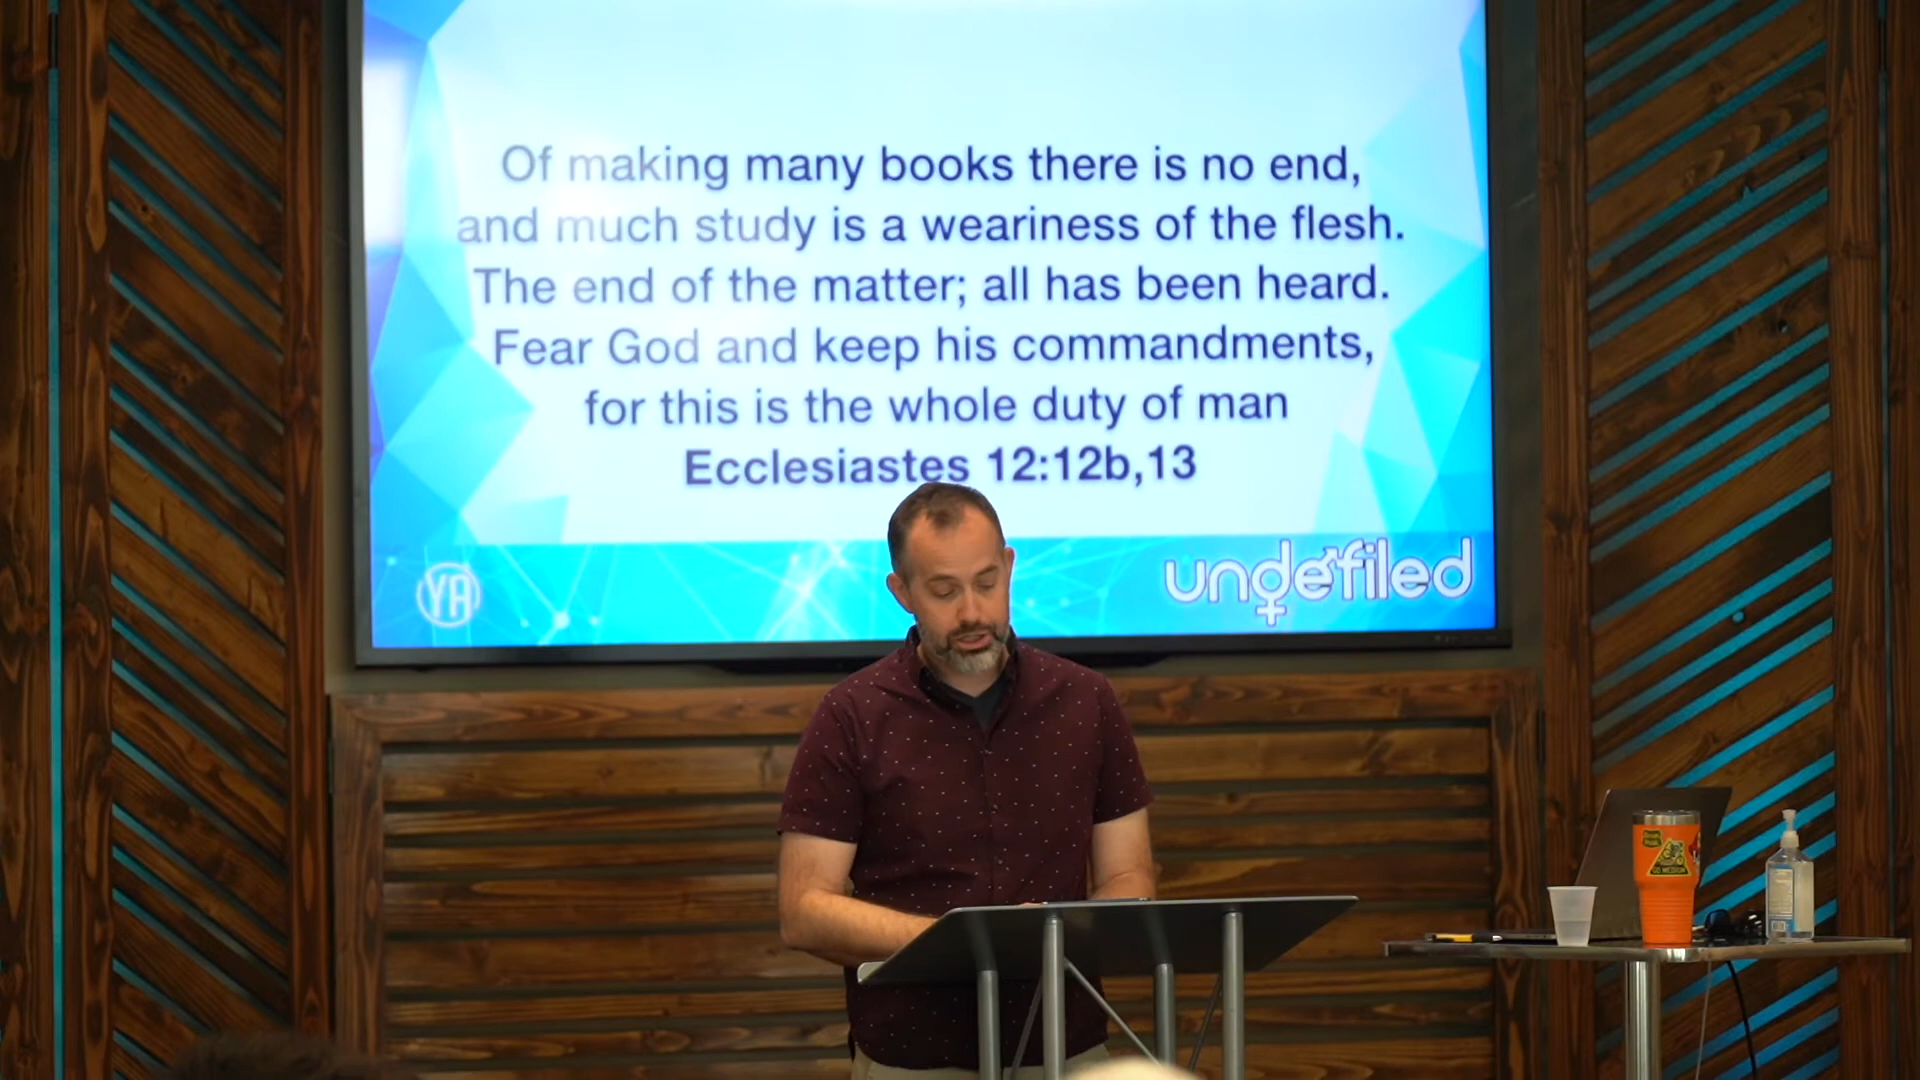 Of making many books there is no end,
and much study is a weariness of the flesh.
The end of the matter; all has been heard.
Fear God and keep his commandments,
for this is the whole duty of man
Ecclesiastes 12:12b,13
YA
undefiled
GO MEDIUM